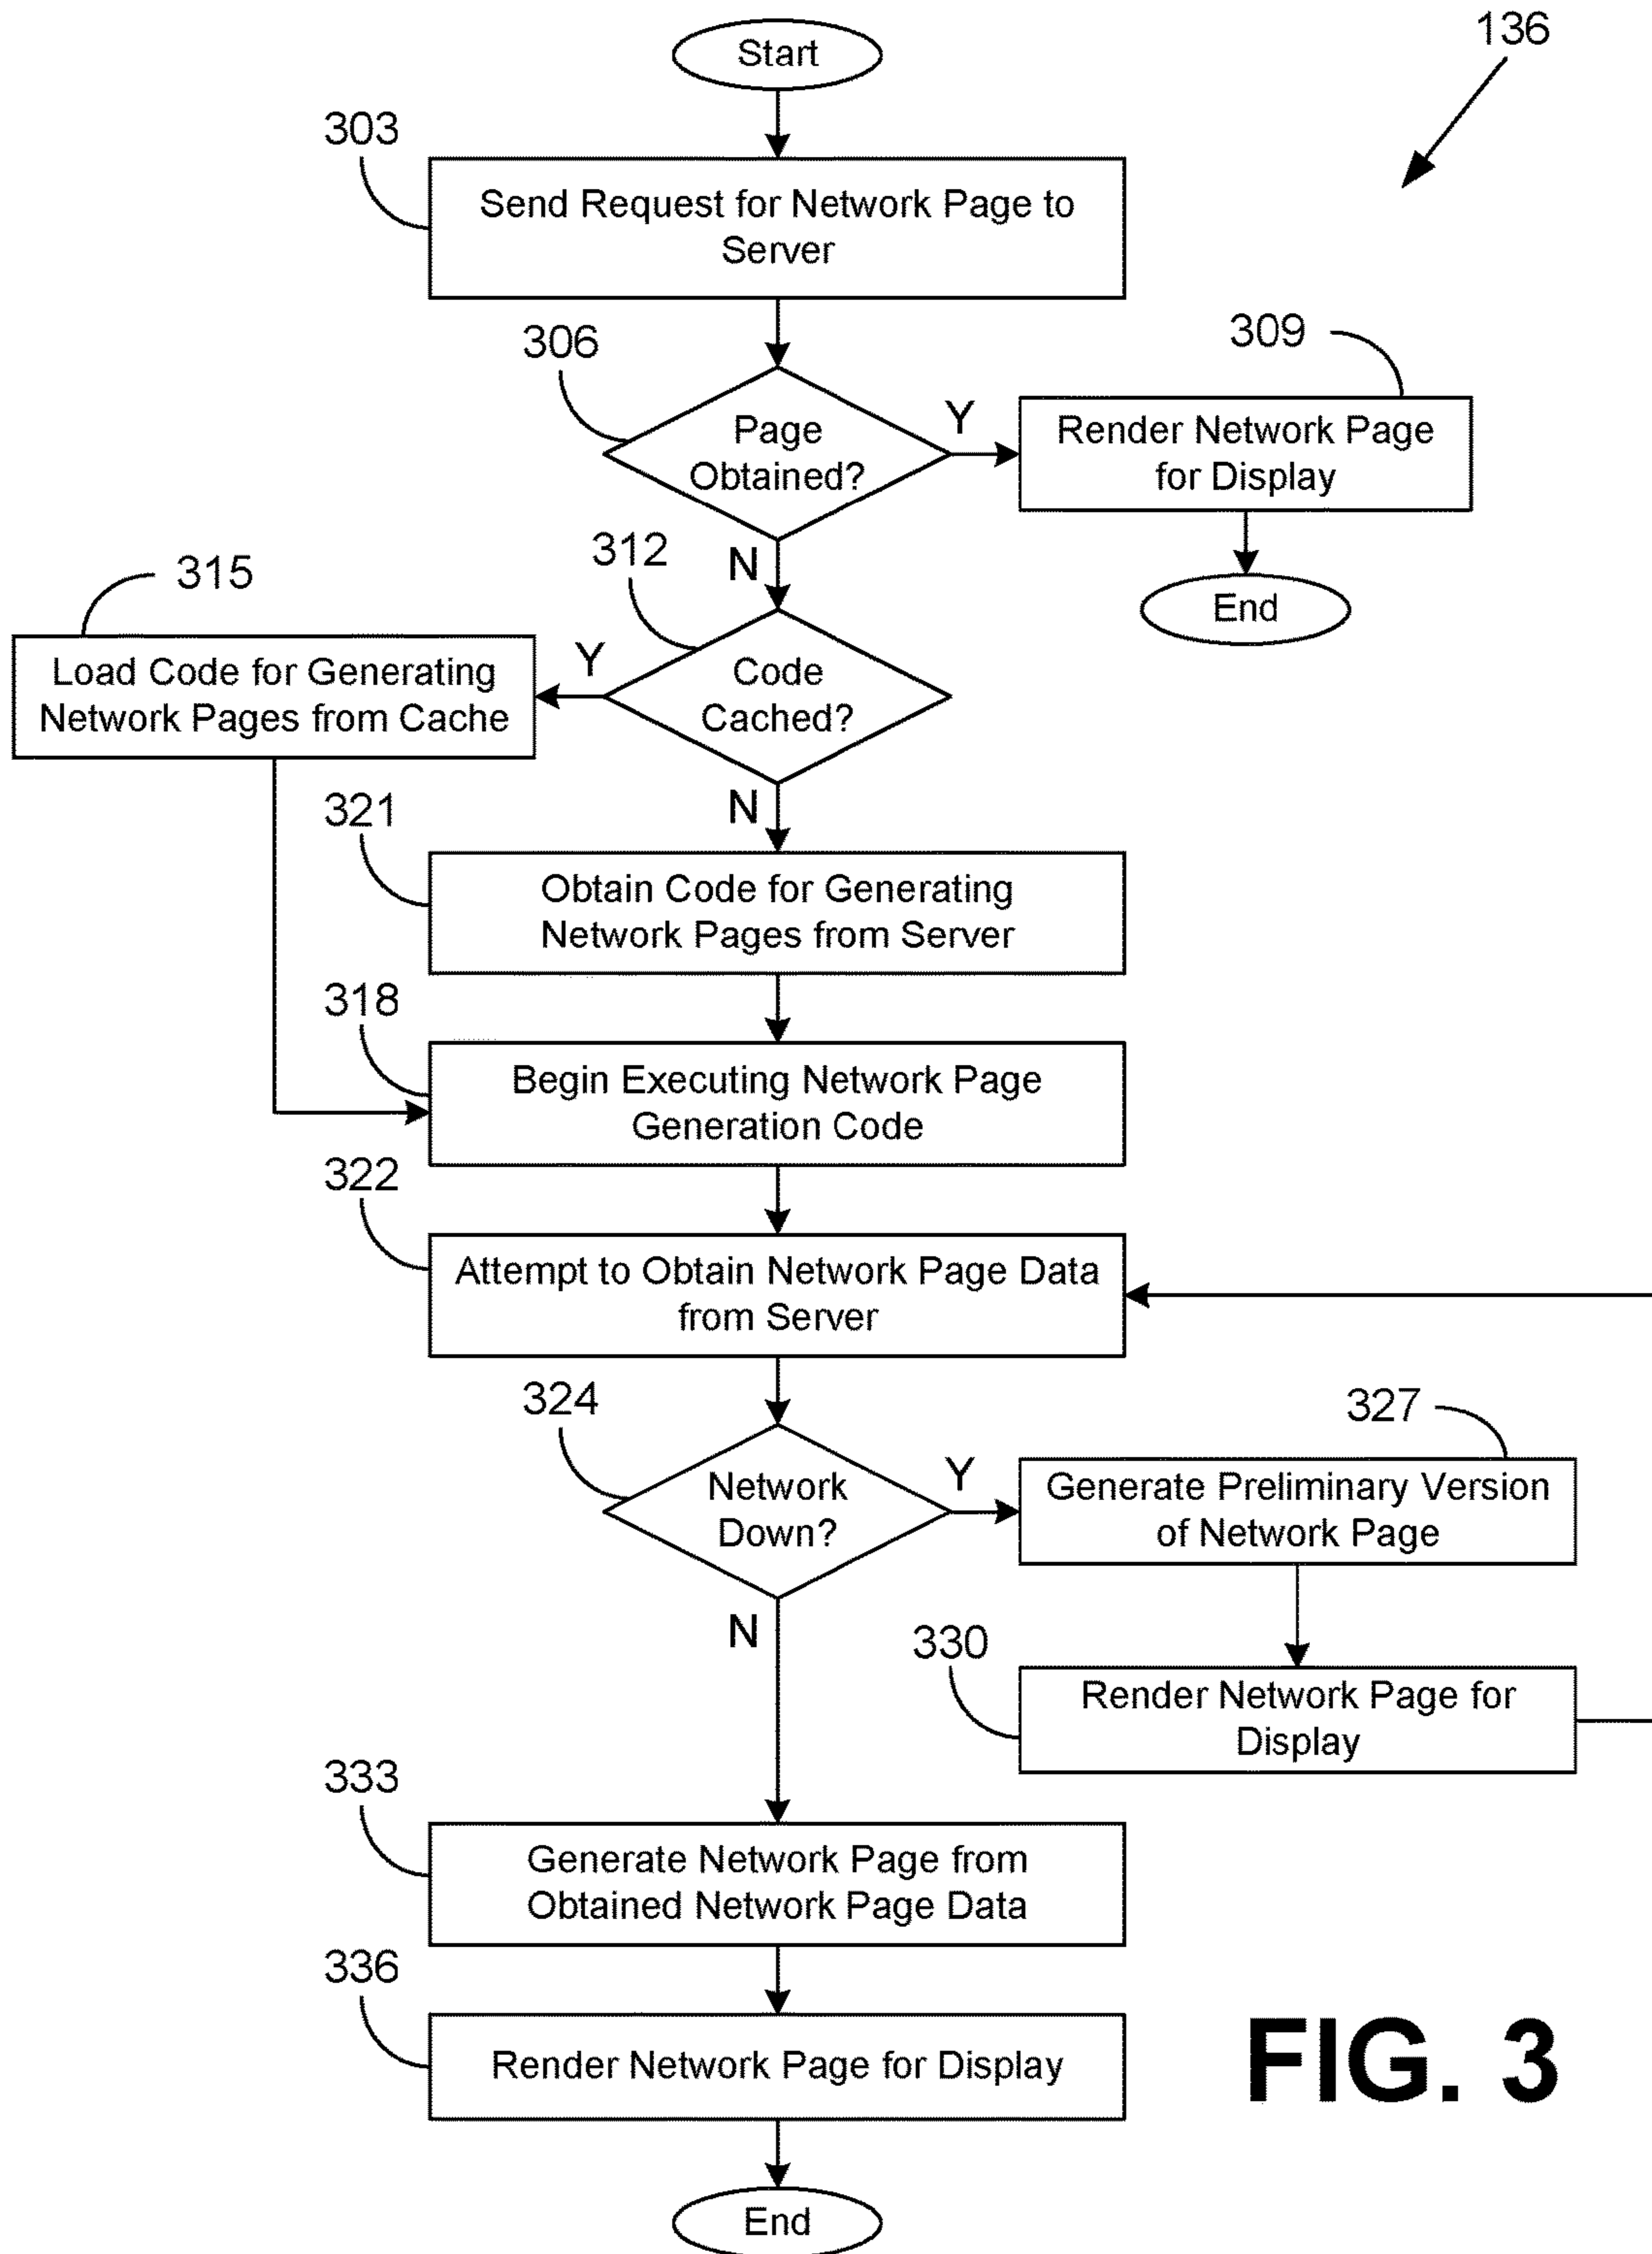 136
Start
303
Send Request for Network Page to
Server
306
309
Page
Obtained?
Y
Render Network Page
for Display
N
End
312
315
Load Code for Generating
Network Pages from Cache
Y
Code
Cached?
N
321
Obtain Code for Generating
Network Pages from Server
318
Begin Executing Network Page
Generation Code
322
Attempt to Obtain Network Page Data
from Server
324
327
Network
Down?
Y
Generate Preliminary Version
of Network Page
N
330
Render Network Page for
Display
333
Generate Network Page from
Obtained Network Page Data
336
Render Network Page for Display
End
FIG. 3